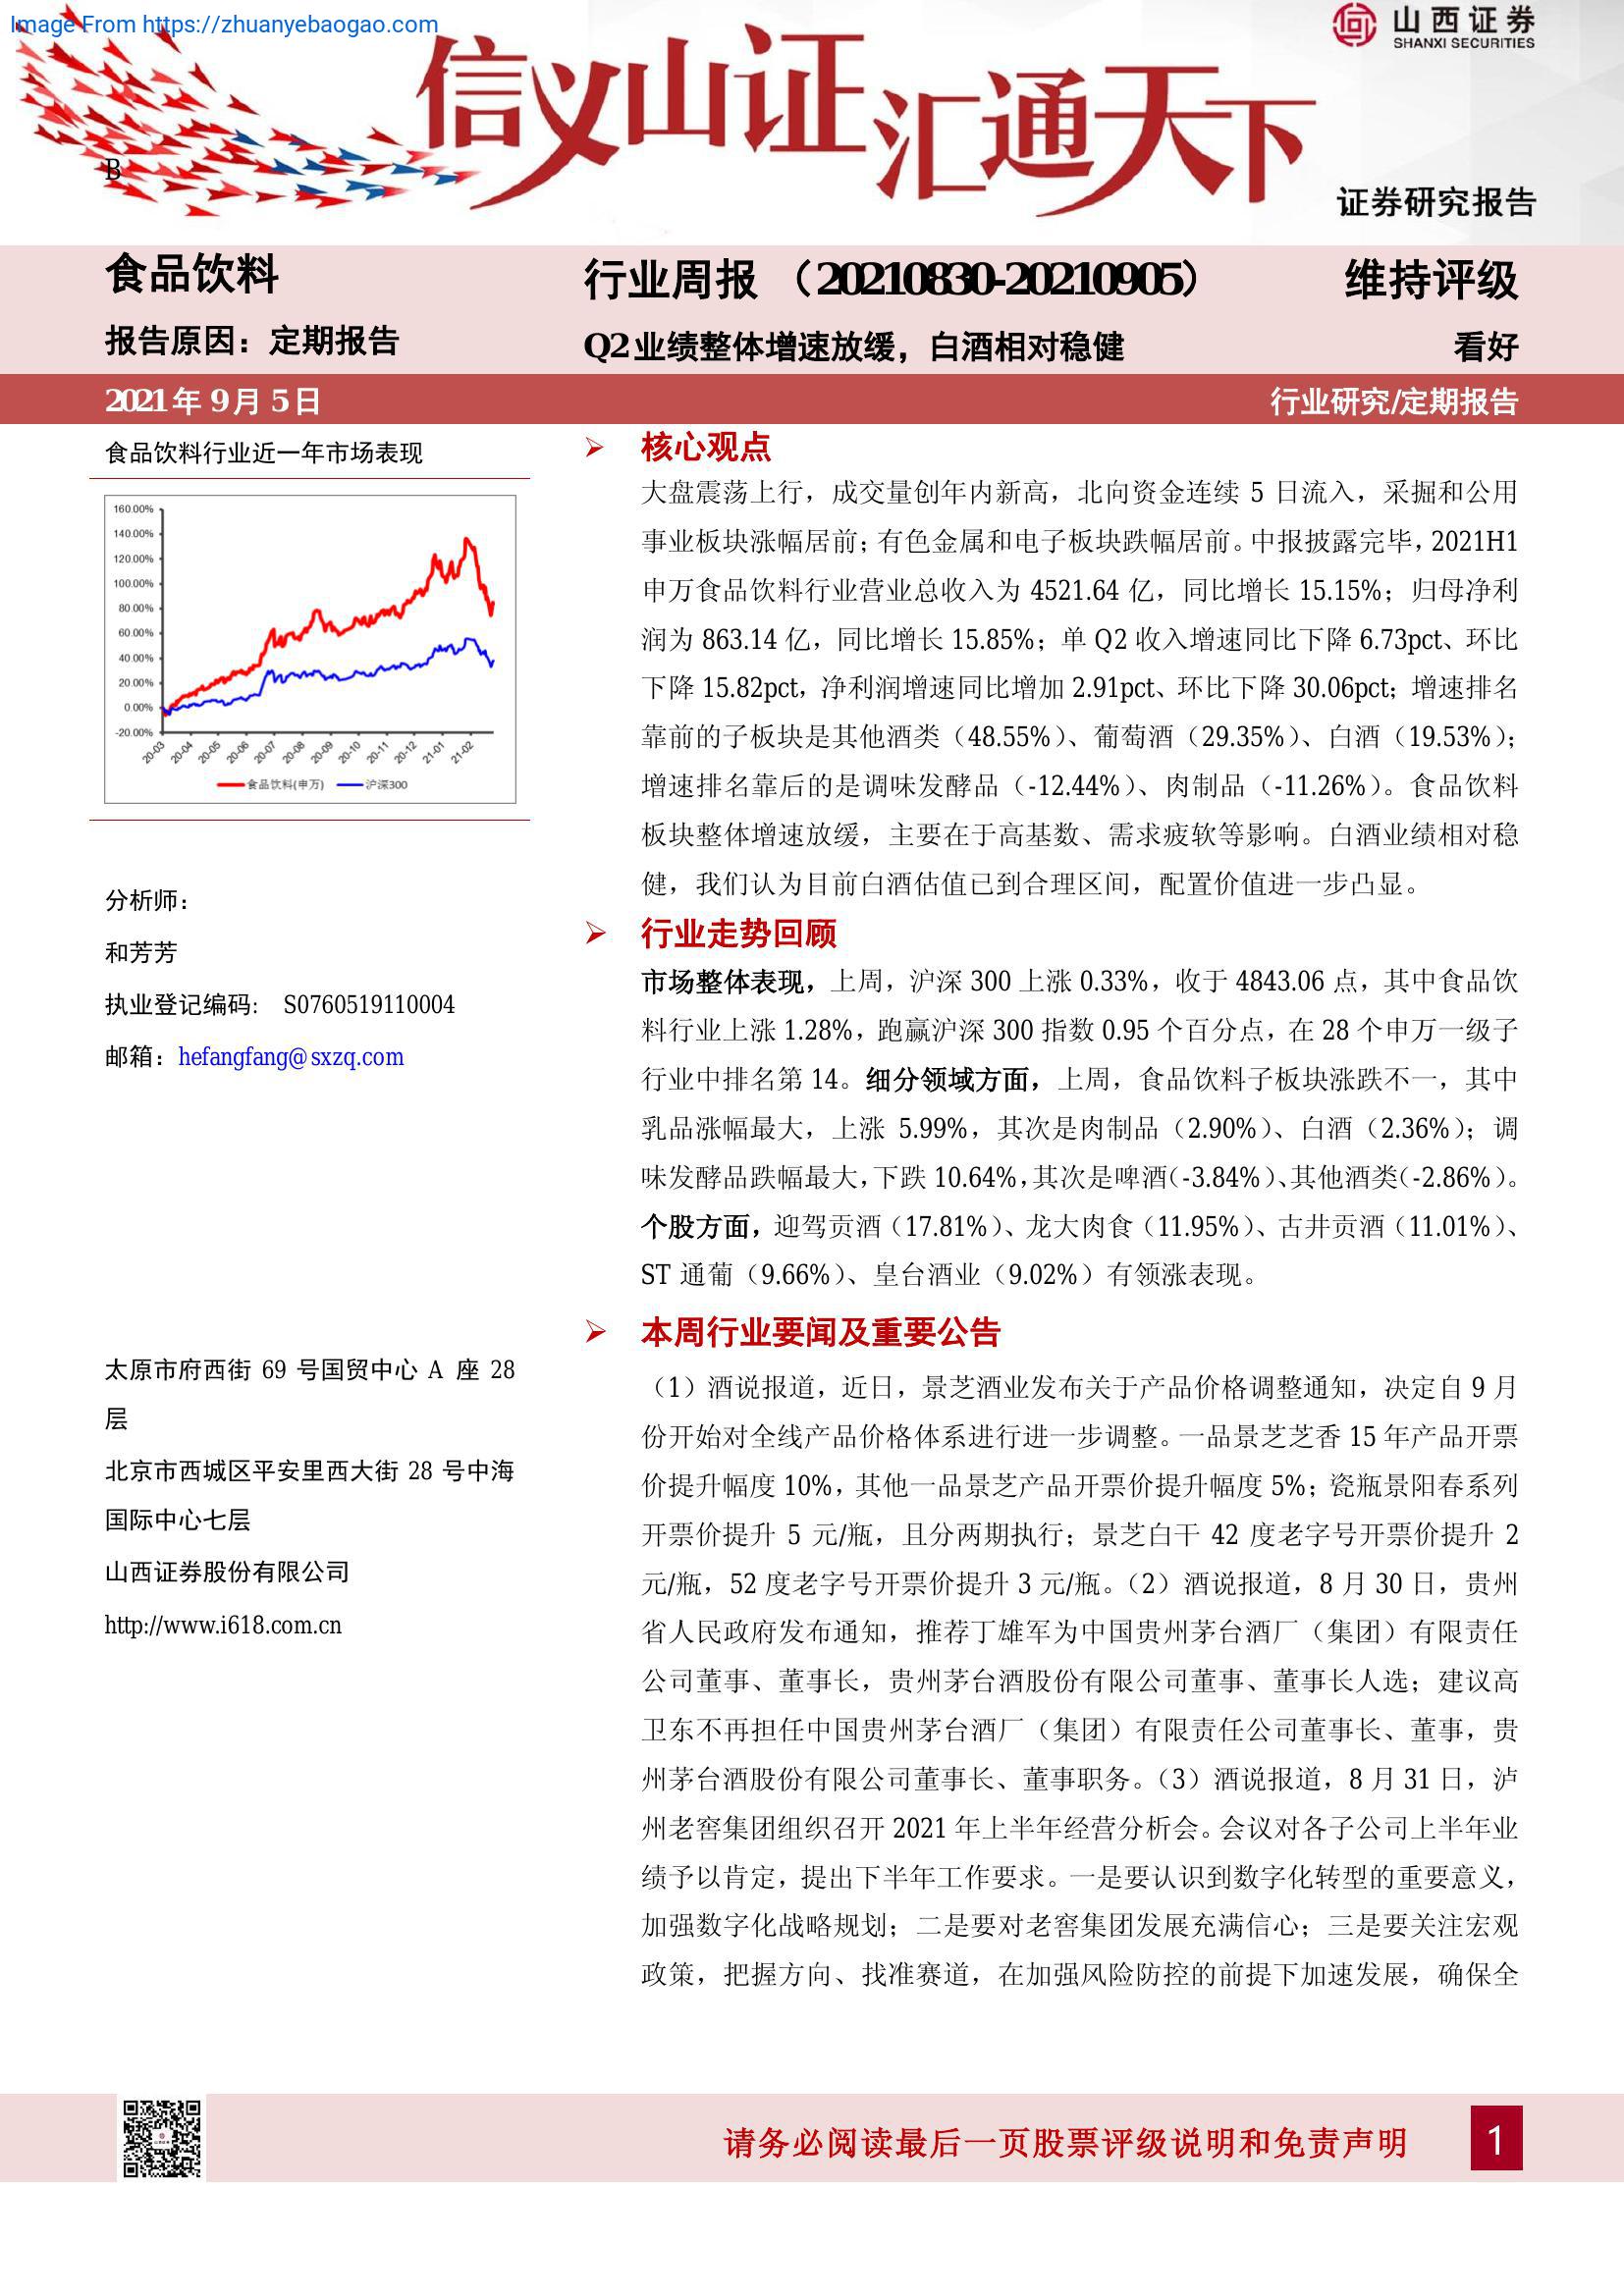 Image From https://zhuanyebaogao.com
山西证券
SHANXI SECURITIES
信义山证汇通天下
B
证券研究报告
食品饮料
行业周报 （20210830-20210905）
维持评级
报告原因：定期报告
Q2 业绩整体增速放缓，白酒相对稳健
看好
2021 年 9 月 5 日
行业研究/定期报告
食品饮料行业近一年市场表现
160.00%
140.00%
120.00%
100.00%
80.00%
60.00%
40.00%
20.00%
0.00%
-20.00%
20-03 20-04 20-05 20-06 20-07 20-08 20-09 20-10 20-11 20-12 21-01 21-02
食品饮料(申万) 沪深300
分析师：
和芳芳
执业登记编码： S0760519110004
邮箱：hefangfang@sxzq.com
太原市府西街 69 号国贸中心 A 座 28
层
北京市西城区平安里西大街 28 号中海
国际中心七层
山西证券股份有限公司
http://www.i618.com.cn
核心观点
大盘震荡上行，成交量创年内新高，北向资金连续 5 日流入，采掘和公用
事业板块涨幅居前；有色金属和电子板块跌幅居前。中报披露完毕，2021H1
申万食品饮料行业营业总收入为 4521.64 亿，同比增长 15.15%；归母净利
润为 863.14 亿，同比增长 15.85%；单 Q2 收入增速同比下降 6.73pct、环比
下降 15.82pct，净利润增速同比增加 2.91pct、环比下降 30.06pct；增速排名
靠前的子板块是其他酒类（48.55%）、葡萄酒（29.35%）、白酒（19.53%）；
增速排名靠后的是调味发酵品（-12.44%）、肉制品（-11.26%）。食品饮料
板块整体增速放缓，主要在于高基数、需求疲软等影响。白酒业绩相对稳
健，我们认为目前白酒估值已到合理区间，配置价值进一步凸显。
行业走势回顾
市场整体表现，上周，沪深 300 上涨 0.33%，收于 4843.06 点，其中食品饮
料行业上涨 1.28%，跑赢沪深 300 指数 0.95 个百分点，在 28 个申万一级子
行业中排名第 14。细分领域方面，上周，食品饮料子板块涨跌不一，其中
乳品涨幅最大，上涨 5.99%，其次是肉制品（2.90%）、白酒（2.36%）；调
味发酵品跌幅最大，下跌 10.64%，其次是啤酒（-3.84%）、其他酒类（-2.86%）。
个股方面，迎驾贡酒（17.81%）、龙大肉食（11.95%）、古井贡酒（11.01%）、
ST 通葡（9.66%）、皇台酒业（9.02%）有领涨表现。
本周行业要闻及重要公告
（1）酒说报道，近日，景芝酒业发布关于产品价格调整通知，决定自 9 月
份开始对全线产品价格体系进行进一步调整。一品景芝芝香 15 年产品开票
价提升幅度 10%，其他一品景芝产品开票价提升幅度 5%；瓷瓶景阳春系列
开票价提升 5 元/瓶，且分两期执行；景芝白干 42 度老字号开票价提升 2
元/瓶，52 度老字号开票价提升 3 元/瓶。（2）酒说报道，8 月 30 日，贵州
省人民政府发布通知，推荐丁雄军为中国贵州茅台酒厂（集团）有限责任
公司董事、董事长，贵州茅台酒股份有限公司董事、董事长人选；建议高
卫东不再担任中国贵州茅台酒厂（集团）有限责任公司董事长、董事，贵
州茅台酒股份有限公司董事长、董事职务。（3）酒说报道，8 月 31 日，泸
州老窖集团组织召开 2021 年上半年经营分析会。会议对各子公司上半年业
绩予以肯定，提出下半年工作要求。一是要认识到数字化转型的重要意义，
加强数字化战略规划；二是要对老窖集团发展充满信心；三是要关注宏观
政策，把握方向、找准赛道，在加强风险防控的前提下加速发展，确保全
请务必阅读最后一页股票评级说明和免责声明
1